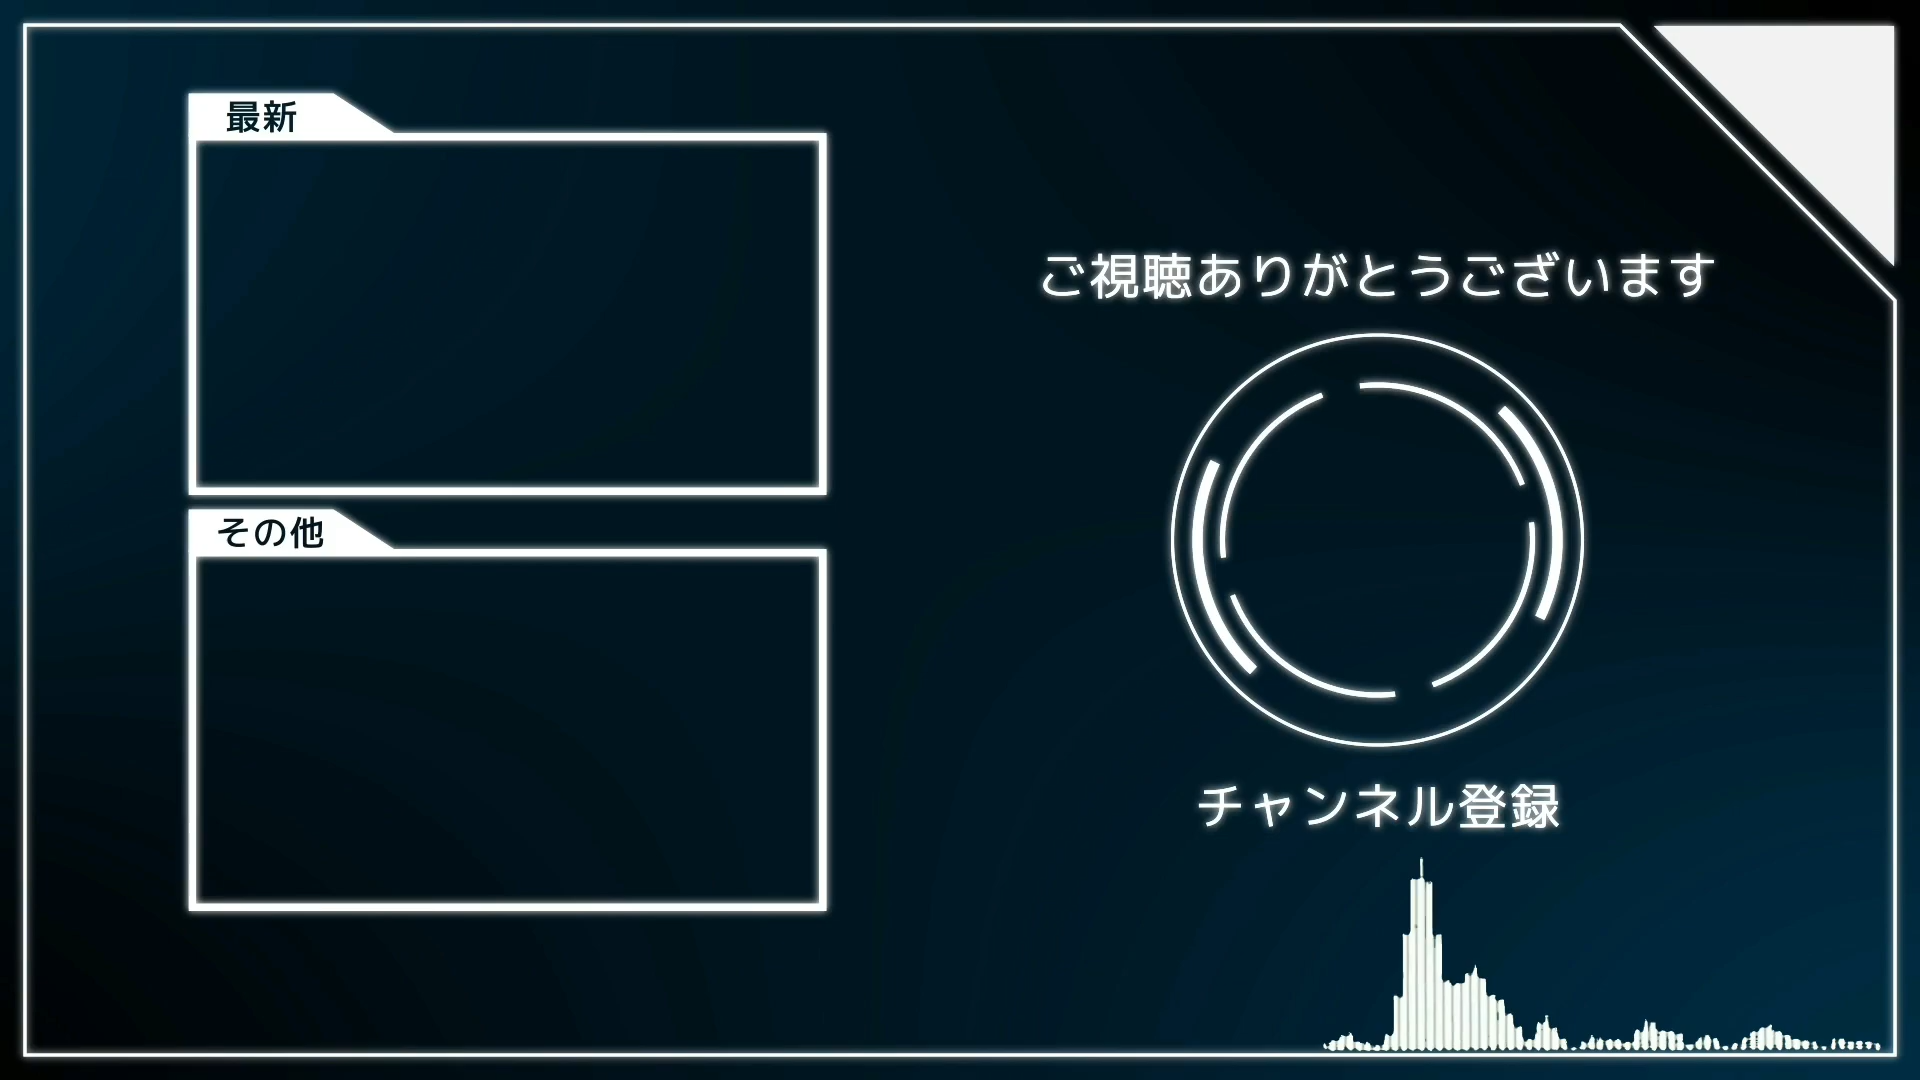 最新
その他
ご視聴ありがとうございます
チャンネル登録